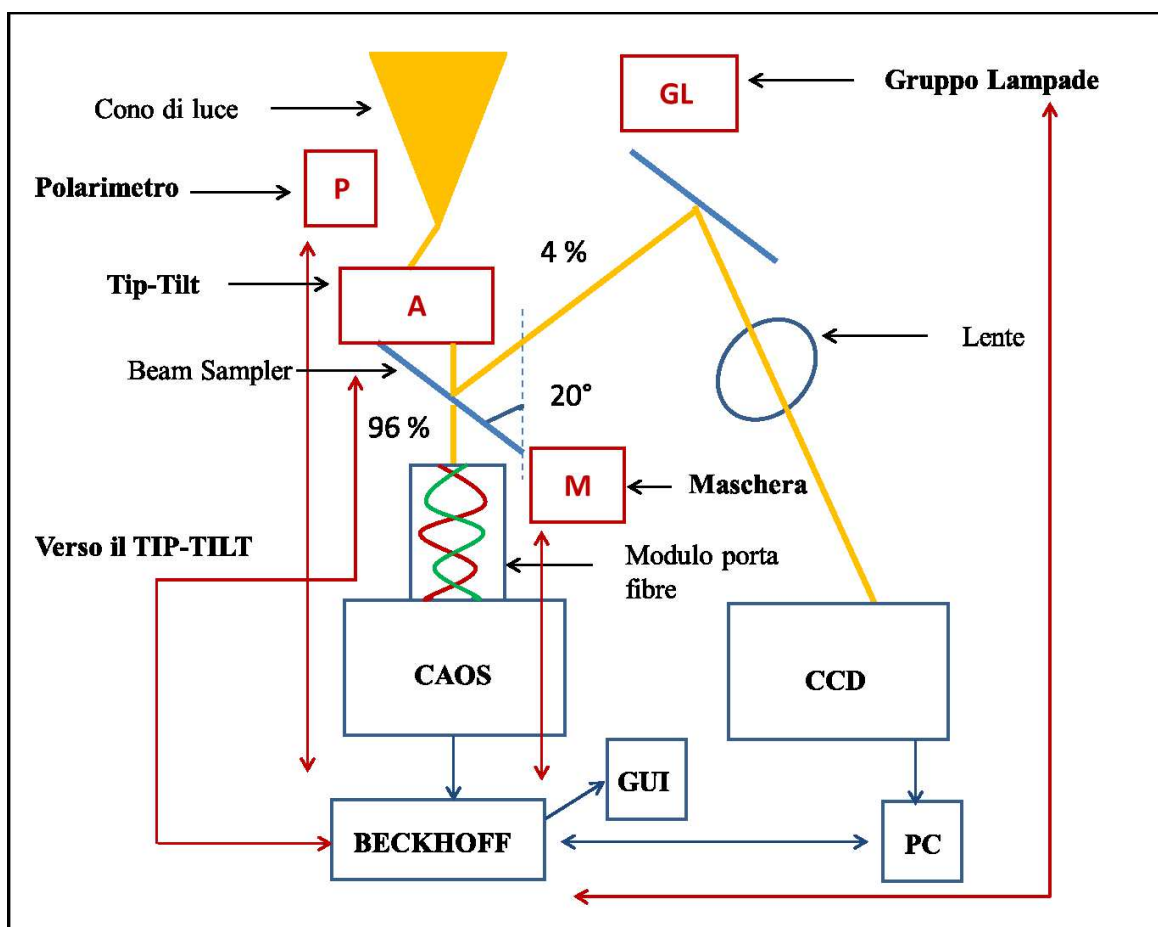 GL
Gruppo Lampade
Cono di luce
Polarimetro
P
4 %
Tip-Tilt
A
Lente
Beam Sampler
20°
96 %
M
Maschera
Verso il TIP-TILT
Modulo porta
fibre
CAOS
CCD
GUI
BECKHOFF
PC